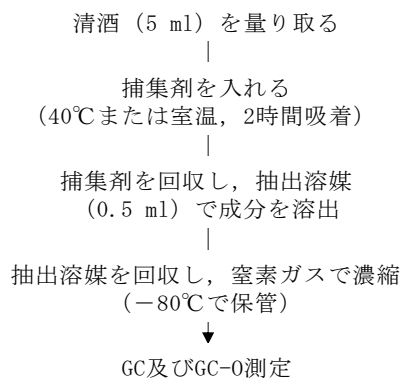 清酒（5 ml）を量り取る
捕集剤を入れる
（40℃または室温，2時間吸着）
捕集剤を回収し，抽出溶媒
（0.5 ml）で成分を溶出
抽出溶媒を回収し，窒素ガスで濃縮
（－80℃で保管）
GC及びGC-O測定